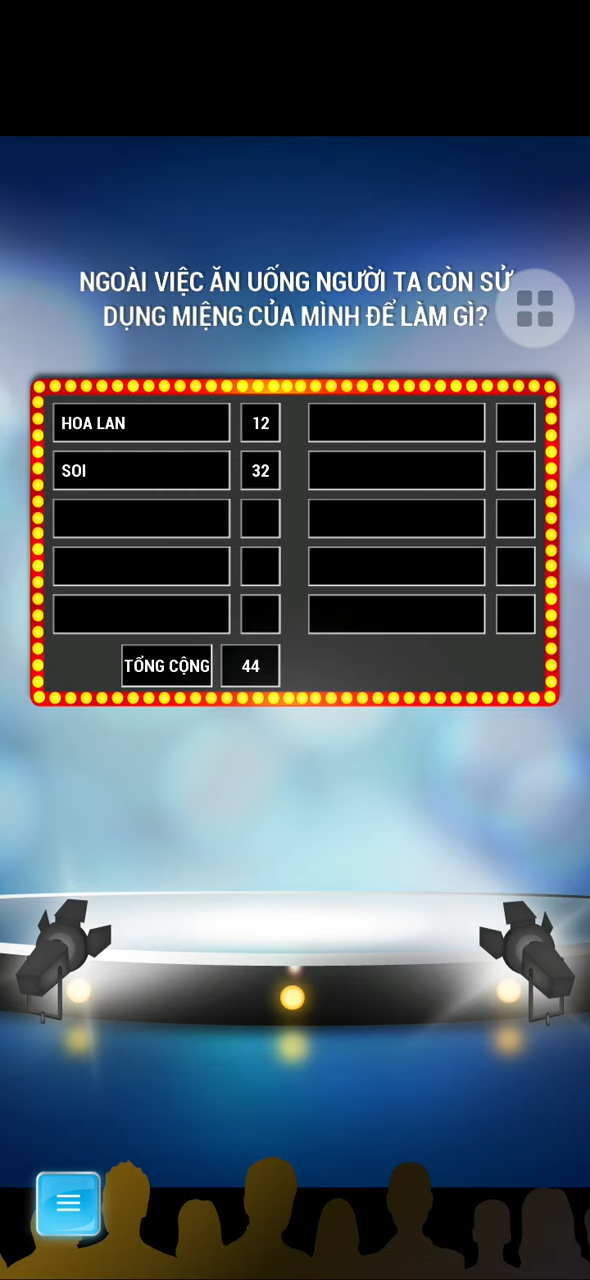 NGOÀI VIỆC ĂN UỐNG NGƯỜI TA CÒN SỬ
DỤNG MIỆNG CỦA MÌNH ĐỂ LÀM GÌ?
HOA LAN 12
SOI 32
TỔNG CỘNG 44